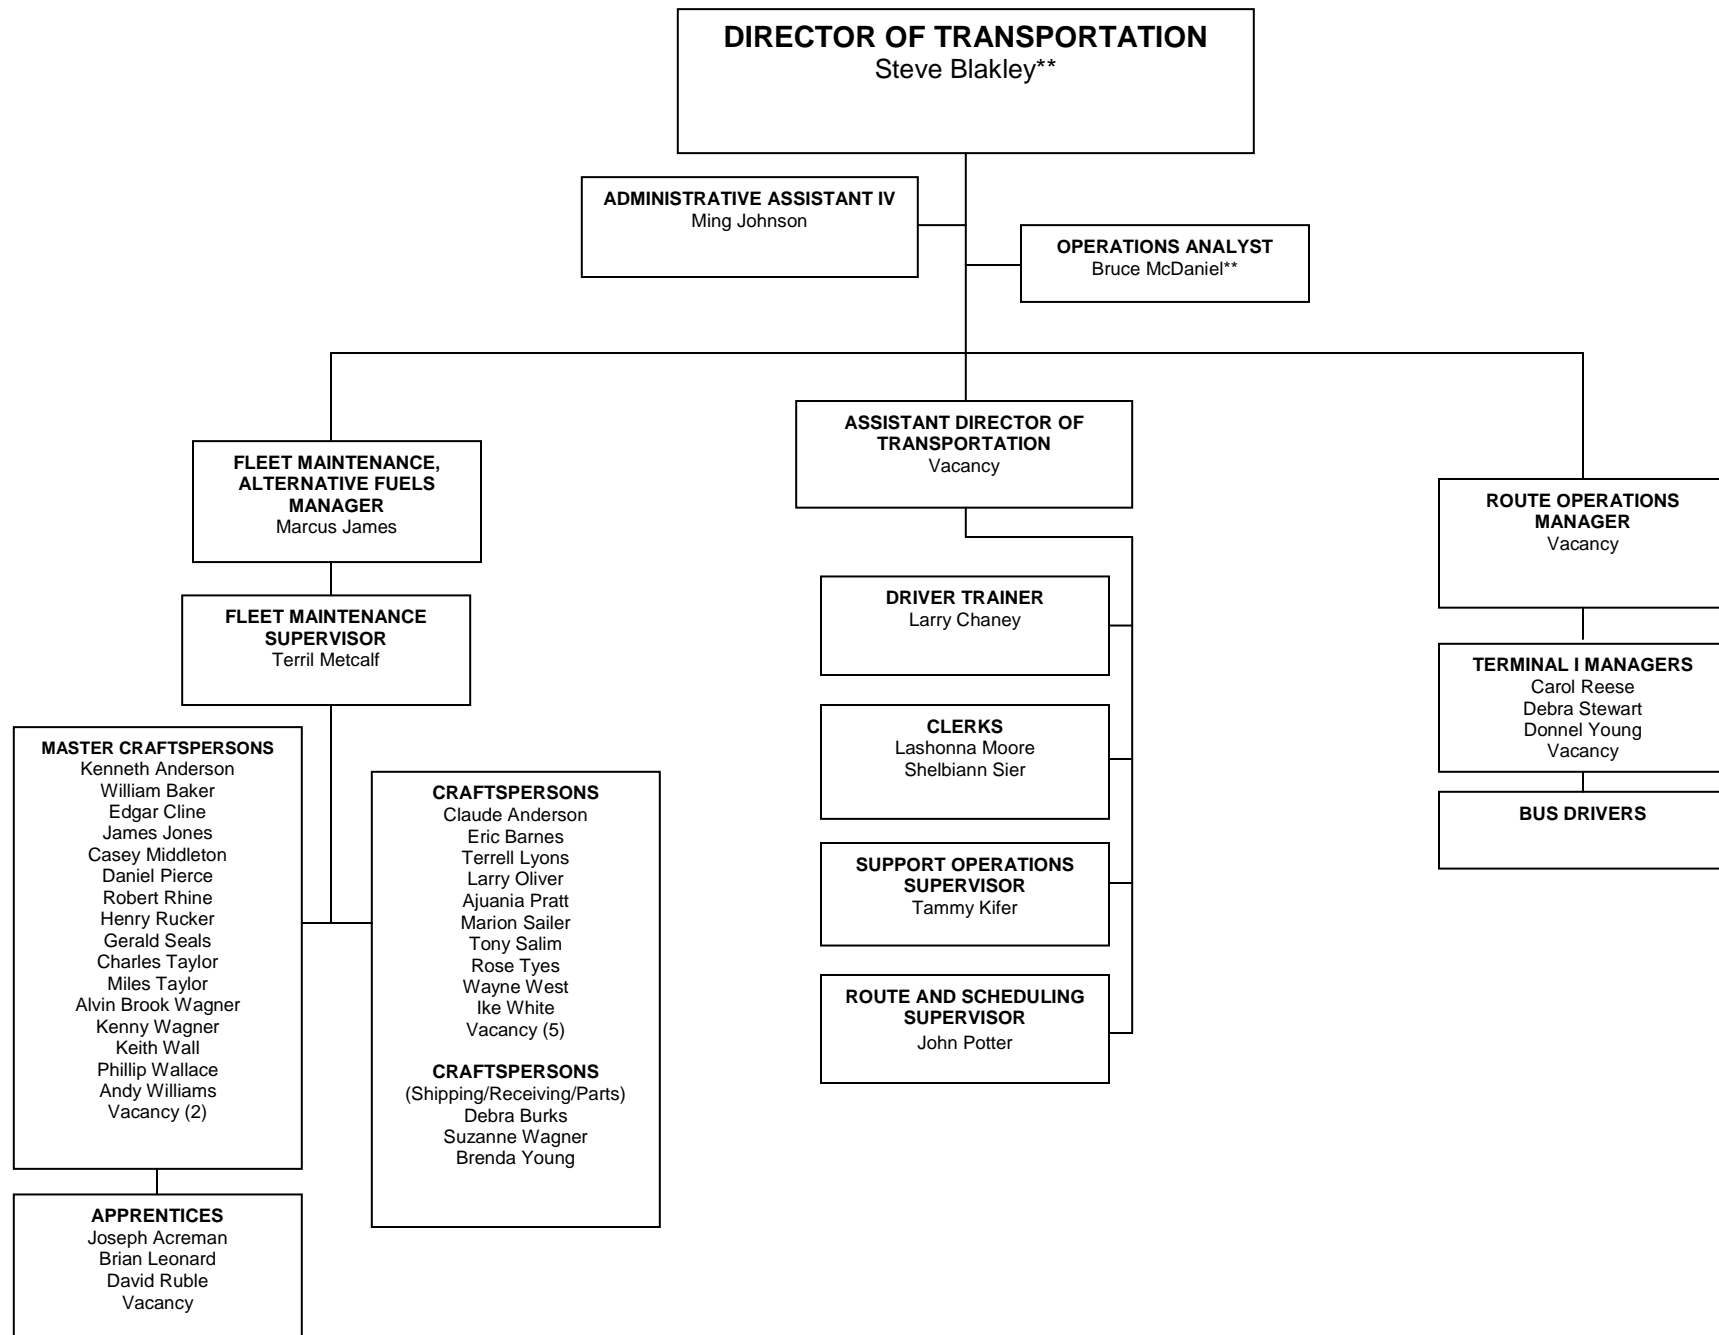 DIRECTOR OF TRANSPORTATION
Steve Blakley**
ADMINISTRATIVE ASSISTANT IV
Ming Johnson
OPERATIONS ANALYST
Bruce McDaniel**
FLEET MAINTENANCE,
ALTERNATIVE FUELS
MANAGER
Marcus James
FLEET MAINTENANCE
SUPERVISOR
Terril Metcalf
MASTER CRAFTSPERSONS
Kenneth Anderson
William Baker
Edgar Cline
James Jones
Casey Middleton
Daniel Pierce
Robert Rhine
Henry Rucker
Gerald Seals
Charles Taylor
Miles Taylor
Alvin Brook Wagner
Kenny Wagner
Keith Wall
Phillip Wallace
Andy Williams
Vacancy (2)
APPRENTICES
Joseph Acreman
Brian Leonard
David Ruble
Vacancy
CRAFTSPERSONS
Claude Anderson
Eric Barnes
Terrell Lyons
Larry Oliver
Ajuania Pratt
Marion Sailer
Tony Salim
Rose Tyes
Wayne West
Ike White
Vacancy (5)
CRAFTSPERSONS
(Shipping/Receiving/Parts)
Debra Burks
Suzanne Wagner
Brenda Young
ASSISTANT DIRECTOR OF
TRANSPORTATION
Vacancy
DRIVER TRAINER
Larry Chaney
CLERKS
Lashonna Moore
Shelbiann Sier
SUPPORT OPERATIONS
SUPERVISOR
Tammy Kifer
ROUTE AND SCHEDULING
SUPERVISOR
John Potter
ROUTE OPERATIONS
MANAGER
Vacancy
TERMINAL I MANAGERS
Carol Reese
Debra Stewart
Donnel Young
Vacancy
BUS DRIVERS